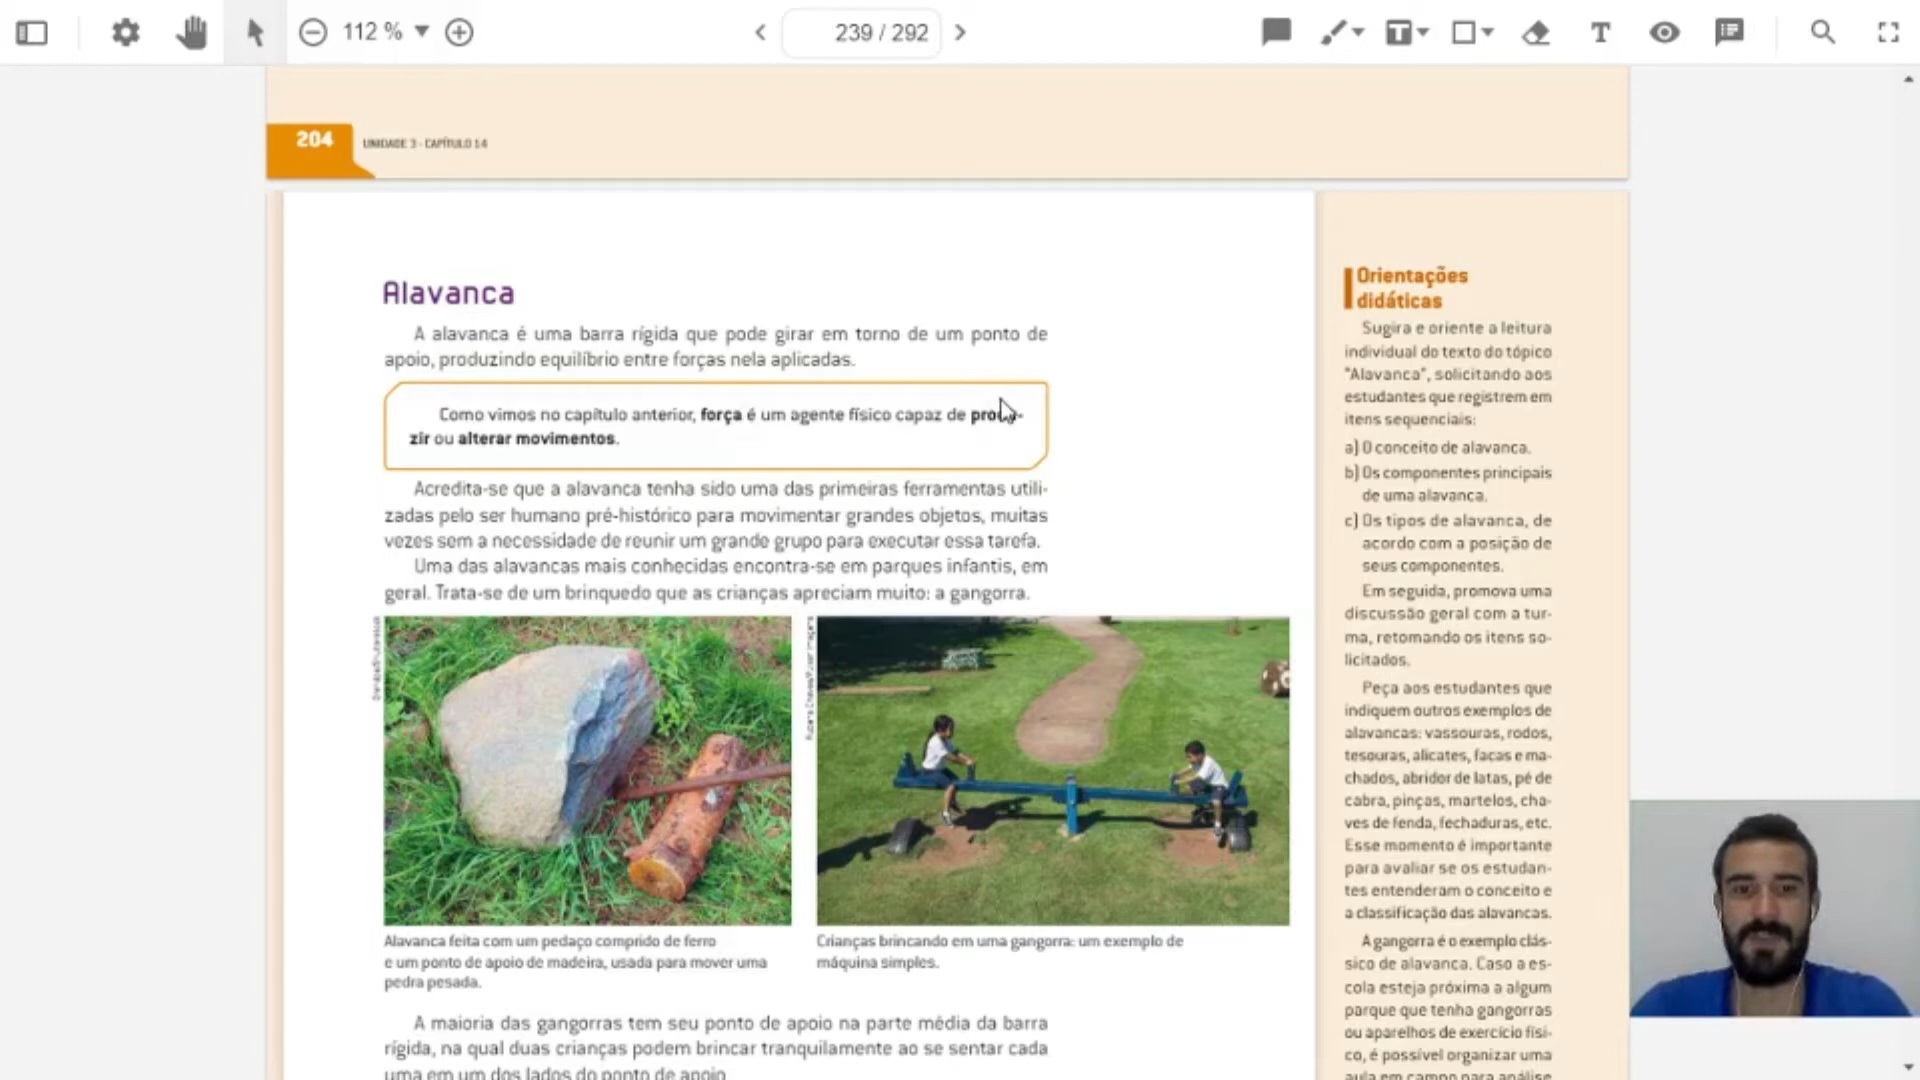 112 %
239 / 292
204
UNIDADE 3 - CAPÍTULO 14
Alavanca
A alavanca é uma barra rígida que pode girar em torno de um ponto de
apoio, produzindo equilíbrio entre forças nela aplicadas.
Como vimos no capítulo anterior, força é um agente físico capaz de
zir ou alterar movimentos.
Acredita-se que a alavanca tenha sido uma das primeiras ferramentas utili-
zadas pelo ser humano pré-histórico para movimentar grandes objetos, muitas
vezes sem a necessidade de reunir um grande grupo para executar essa tarefa.
Uma das alavancas mais conhecidas encontra-se em parques infantis, em
geral. Trata-se de um brinquedo que as crianças apreciam muito: a gangorra.
Alavanca feita com um pedaço comprido de ferro
e um ponto de apoio de madeira, usada para mover uma
pedra pesada.
Crianças brincando em uma gangorra: um exemplo de
máquina simples.
A maioria das gangorras tem seu ponto de apoio na parte média da barra
rígida, na qual duas crianças podem brincar tranquilamente ao se sentar cada
uma em um dos lados do ponto de apoio
Orientações
didáticas
Sugira e oriente a leitura
individual do texto do tópico
"Alavanca", solicitando aos
estudantes que registrem em
itens sequenciais:
a) O conceito de alavanca.
b) Os componentes principais
de uma alavanca.
c) Os tipos de alavanca, de
acordo com a posição de
seus componentes.
Em seguida, promova uma
discussão geral com a tur-
ma, retomando os itens so-
licitados.
Peça aos estudantes que
indiquem outros exemplos de
alavancas: vassouras, rodos,
tesouras, alicates, facas e ma-
chados, abridor de latas, pé de
cabra, pinças, martelos, cha-
ves de fenda, fechaduras, etc.
Esse momento é importante
para avaliar se os estudan-
tes entenderam o conceito e
a classificação das alavancas.
A gangorra é o exemplo clás-
sico de alavanca. Caso a es-
cola esteja próxima a algum
parque que tenha gangorras
ou aparelhos de exercício físi-
co, é possível organizar uma
aula em campo para análise